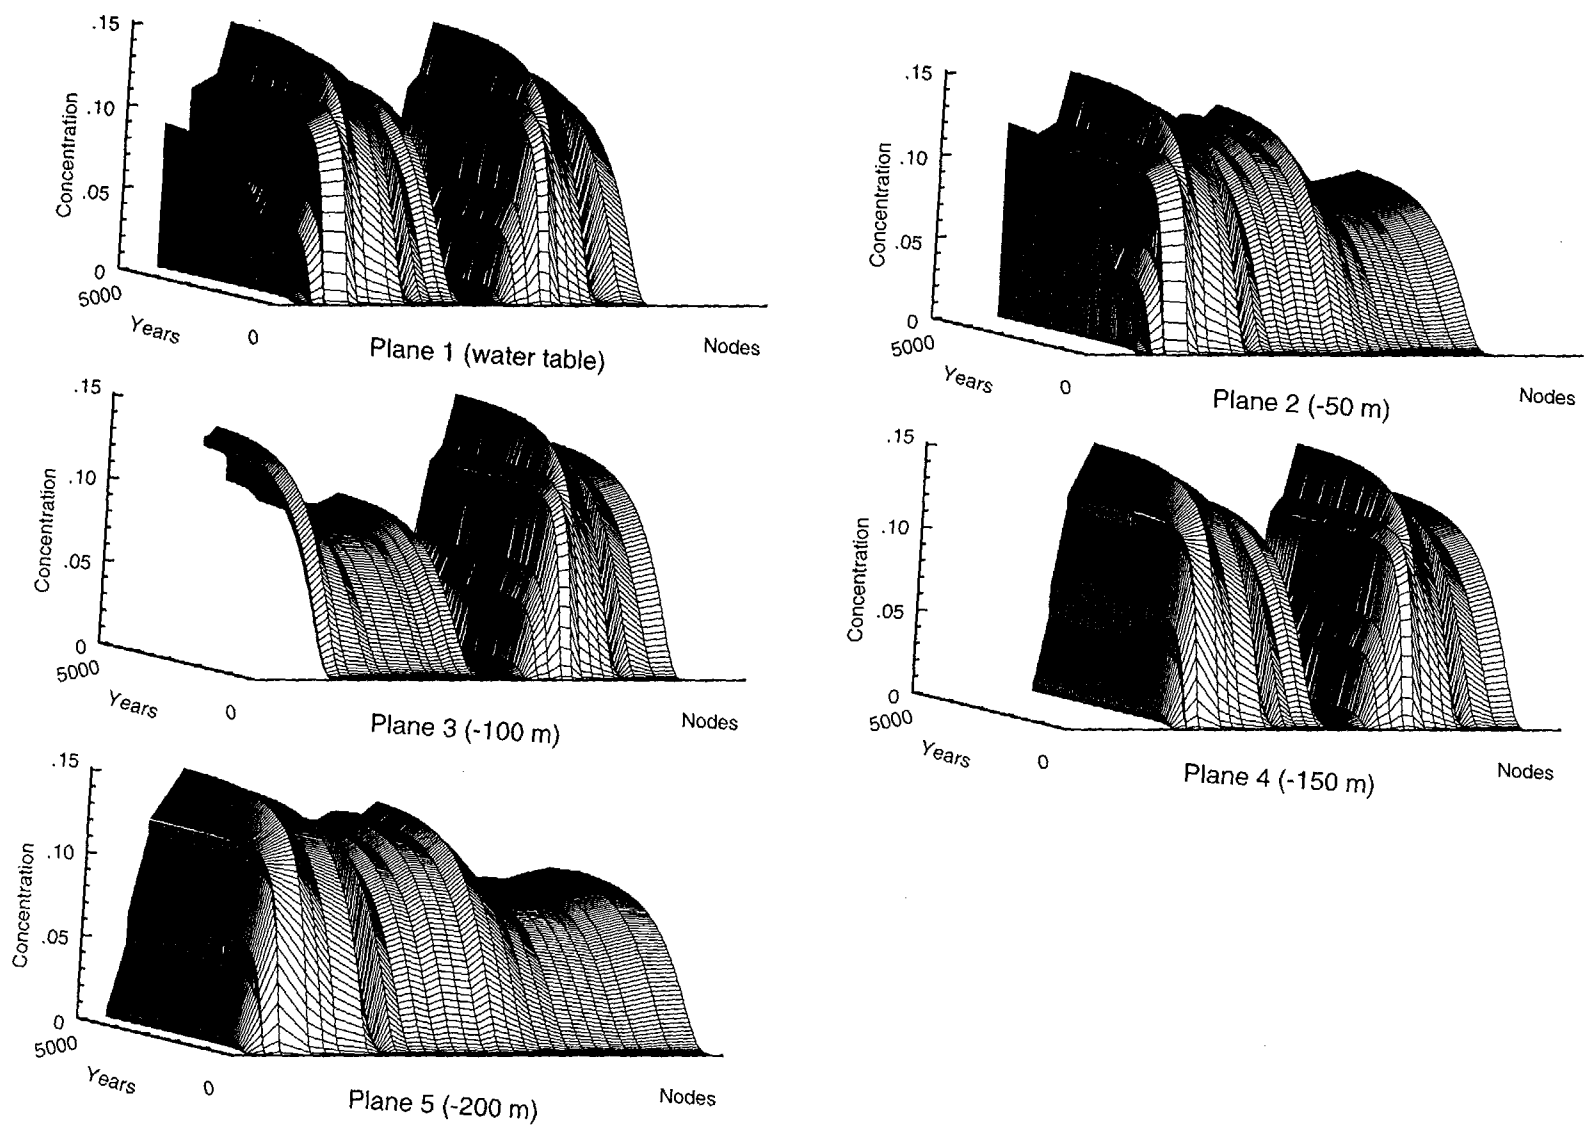 .15
.10
.05
0
Concentration
5000
Years
0
Plane 1 (water table)
Nodes
.15
.10
.05
0
Concentration
5000
Years
0
Plane 2 (-50 m)
Nodes
.15
.10
.05
0
Concentration
5000
Years
0
Plane 3 (-100 m)
Nodes
.15
.10
.05
0
Concentration
5000
Years
0
Plane 4 (-150 m)
Nodes
.15
.10
.05
0
Concentration
5000
Years
0
Plane 5 (-200 m)
Nodes